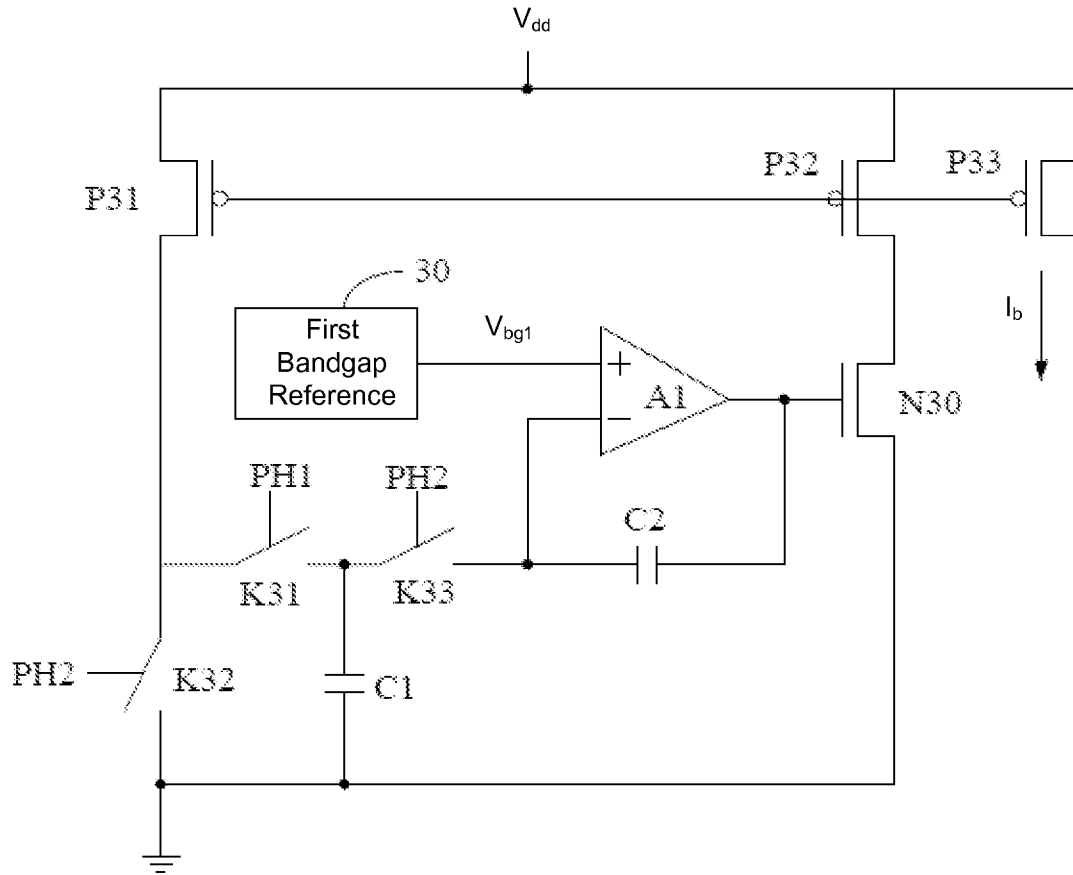 Vdd
P31
P32
P33
30
First
Bandgap
Reference
Vbg1
+
−
A1
Ib
N30
PH1
PH2
C2
K31
K33
PH2
K32
C1